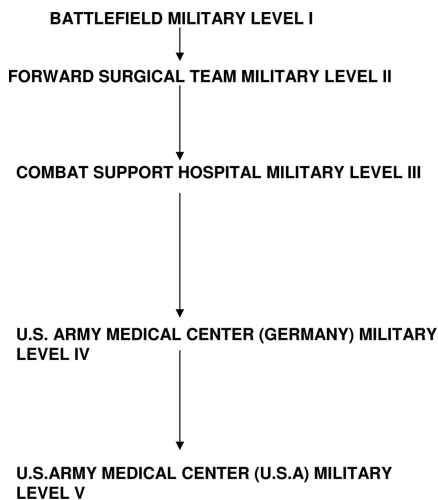 BATTLEFIELD MILITARY LEVEL I
FORWARD SURGICAL TEAM MILITARY LEVEL II
COMBAT SUPPORT HOSPITAL MILITARY LEVEL III
U.S. ARMY MEDICAL CENTER (GERMANY) MILITARY
LEVEL IV
U.S.ARMY MEDICAL CENTER (U.S.A) MILITARY
LEVEL V